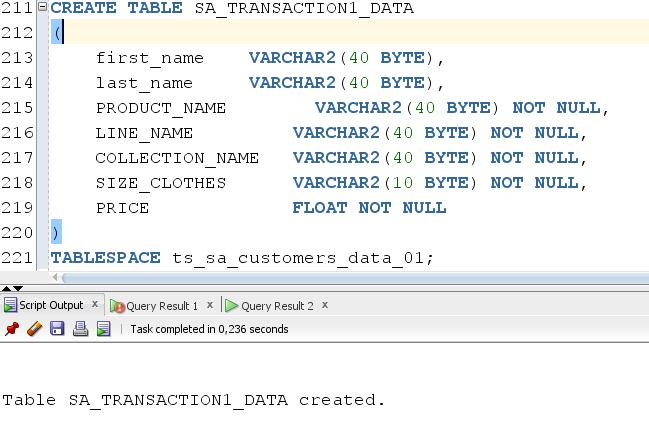 211 CREATE TABLE SA_TRANSACTION1_DATA
212 (
213 first_name VARCHAR2(40 BYTE),
214 last_name VARCHAR2(40 BYTE),
215 PRODUCT_NAME VARCHAR2(40 BYTE) NOT NULL,
216 LINE_NAME VARCHAR2(40 BYTE) NOT NULL,
217 COLLECTION_NAME VARCHAR2(40 BYTE) NOT NULL,
218 SIZE_CLOTHES VARCHAR2(10 BYTE) NOT NULL,
219 PRICE FLOAT NOT NULL
220 )
221 TABLESPACE ts_sa_customers_data_01;
Script Output x Query Result 1 x Query Result 2 x
Task completed in 0,236 seconds
Table SA_TRANSACTION1_DATA created.